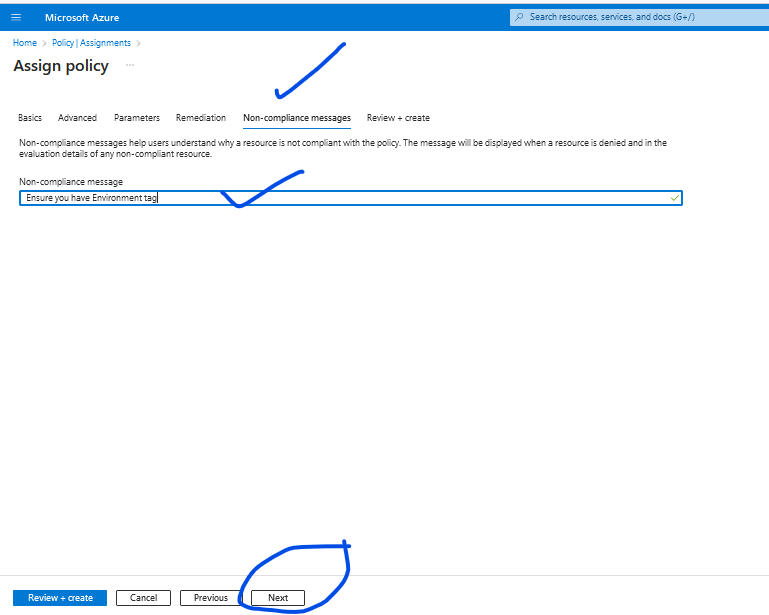 Microsoft Azure
Search resources, services, and docs (G+/)
Home > Policy | Assignments >
Assign policy ...
Basics Advanced Parameters Remediation Non-compliance messages Review + create
Non-compliance messages help users understand why a resource is not compliant with the policy. The message will be displayed when a resource is denied and in the
evaluation details of any non-compliant resource.
Non-compliance message
Ensure you have Environment tag
Review + create Cancel Previous Next